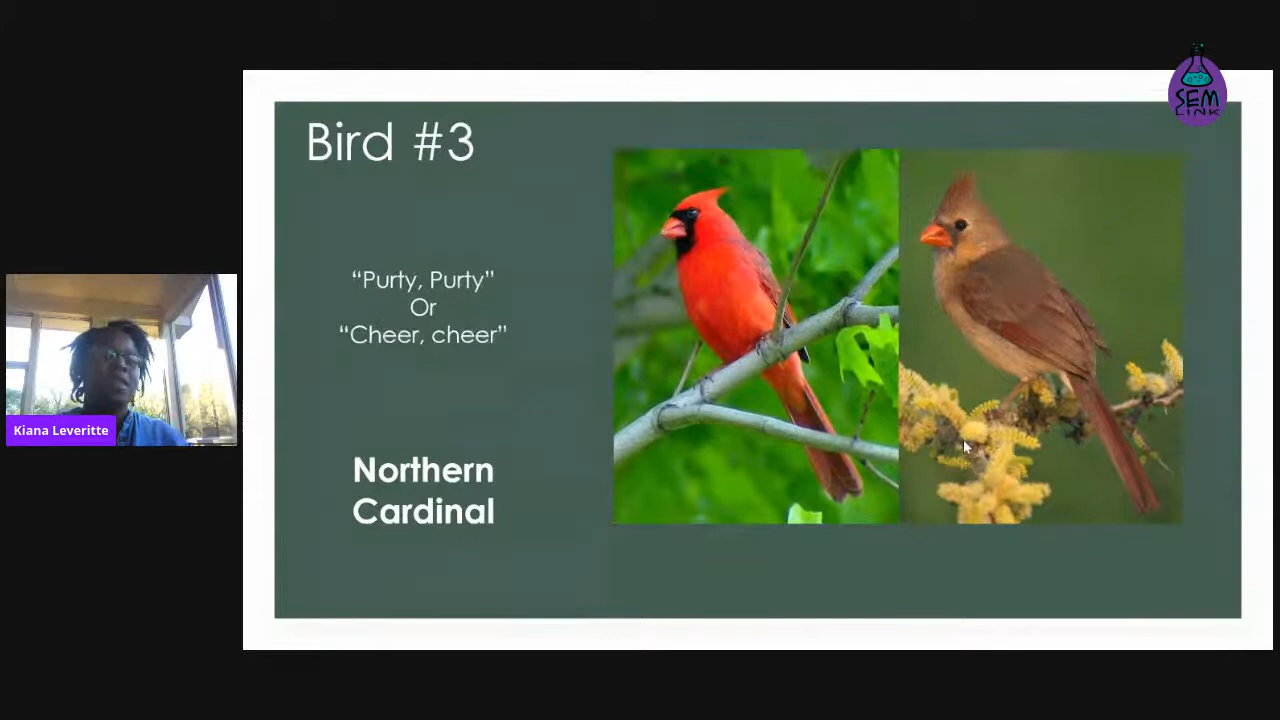 SEM
LINK
Bird #3
“Purty, Purty”
Or
“Cheer, cheer”
Kiana Leveritte
Northern
Cardinal